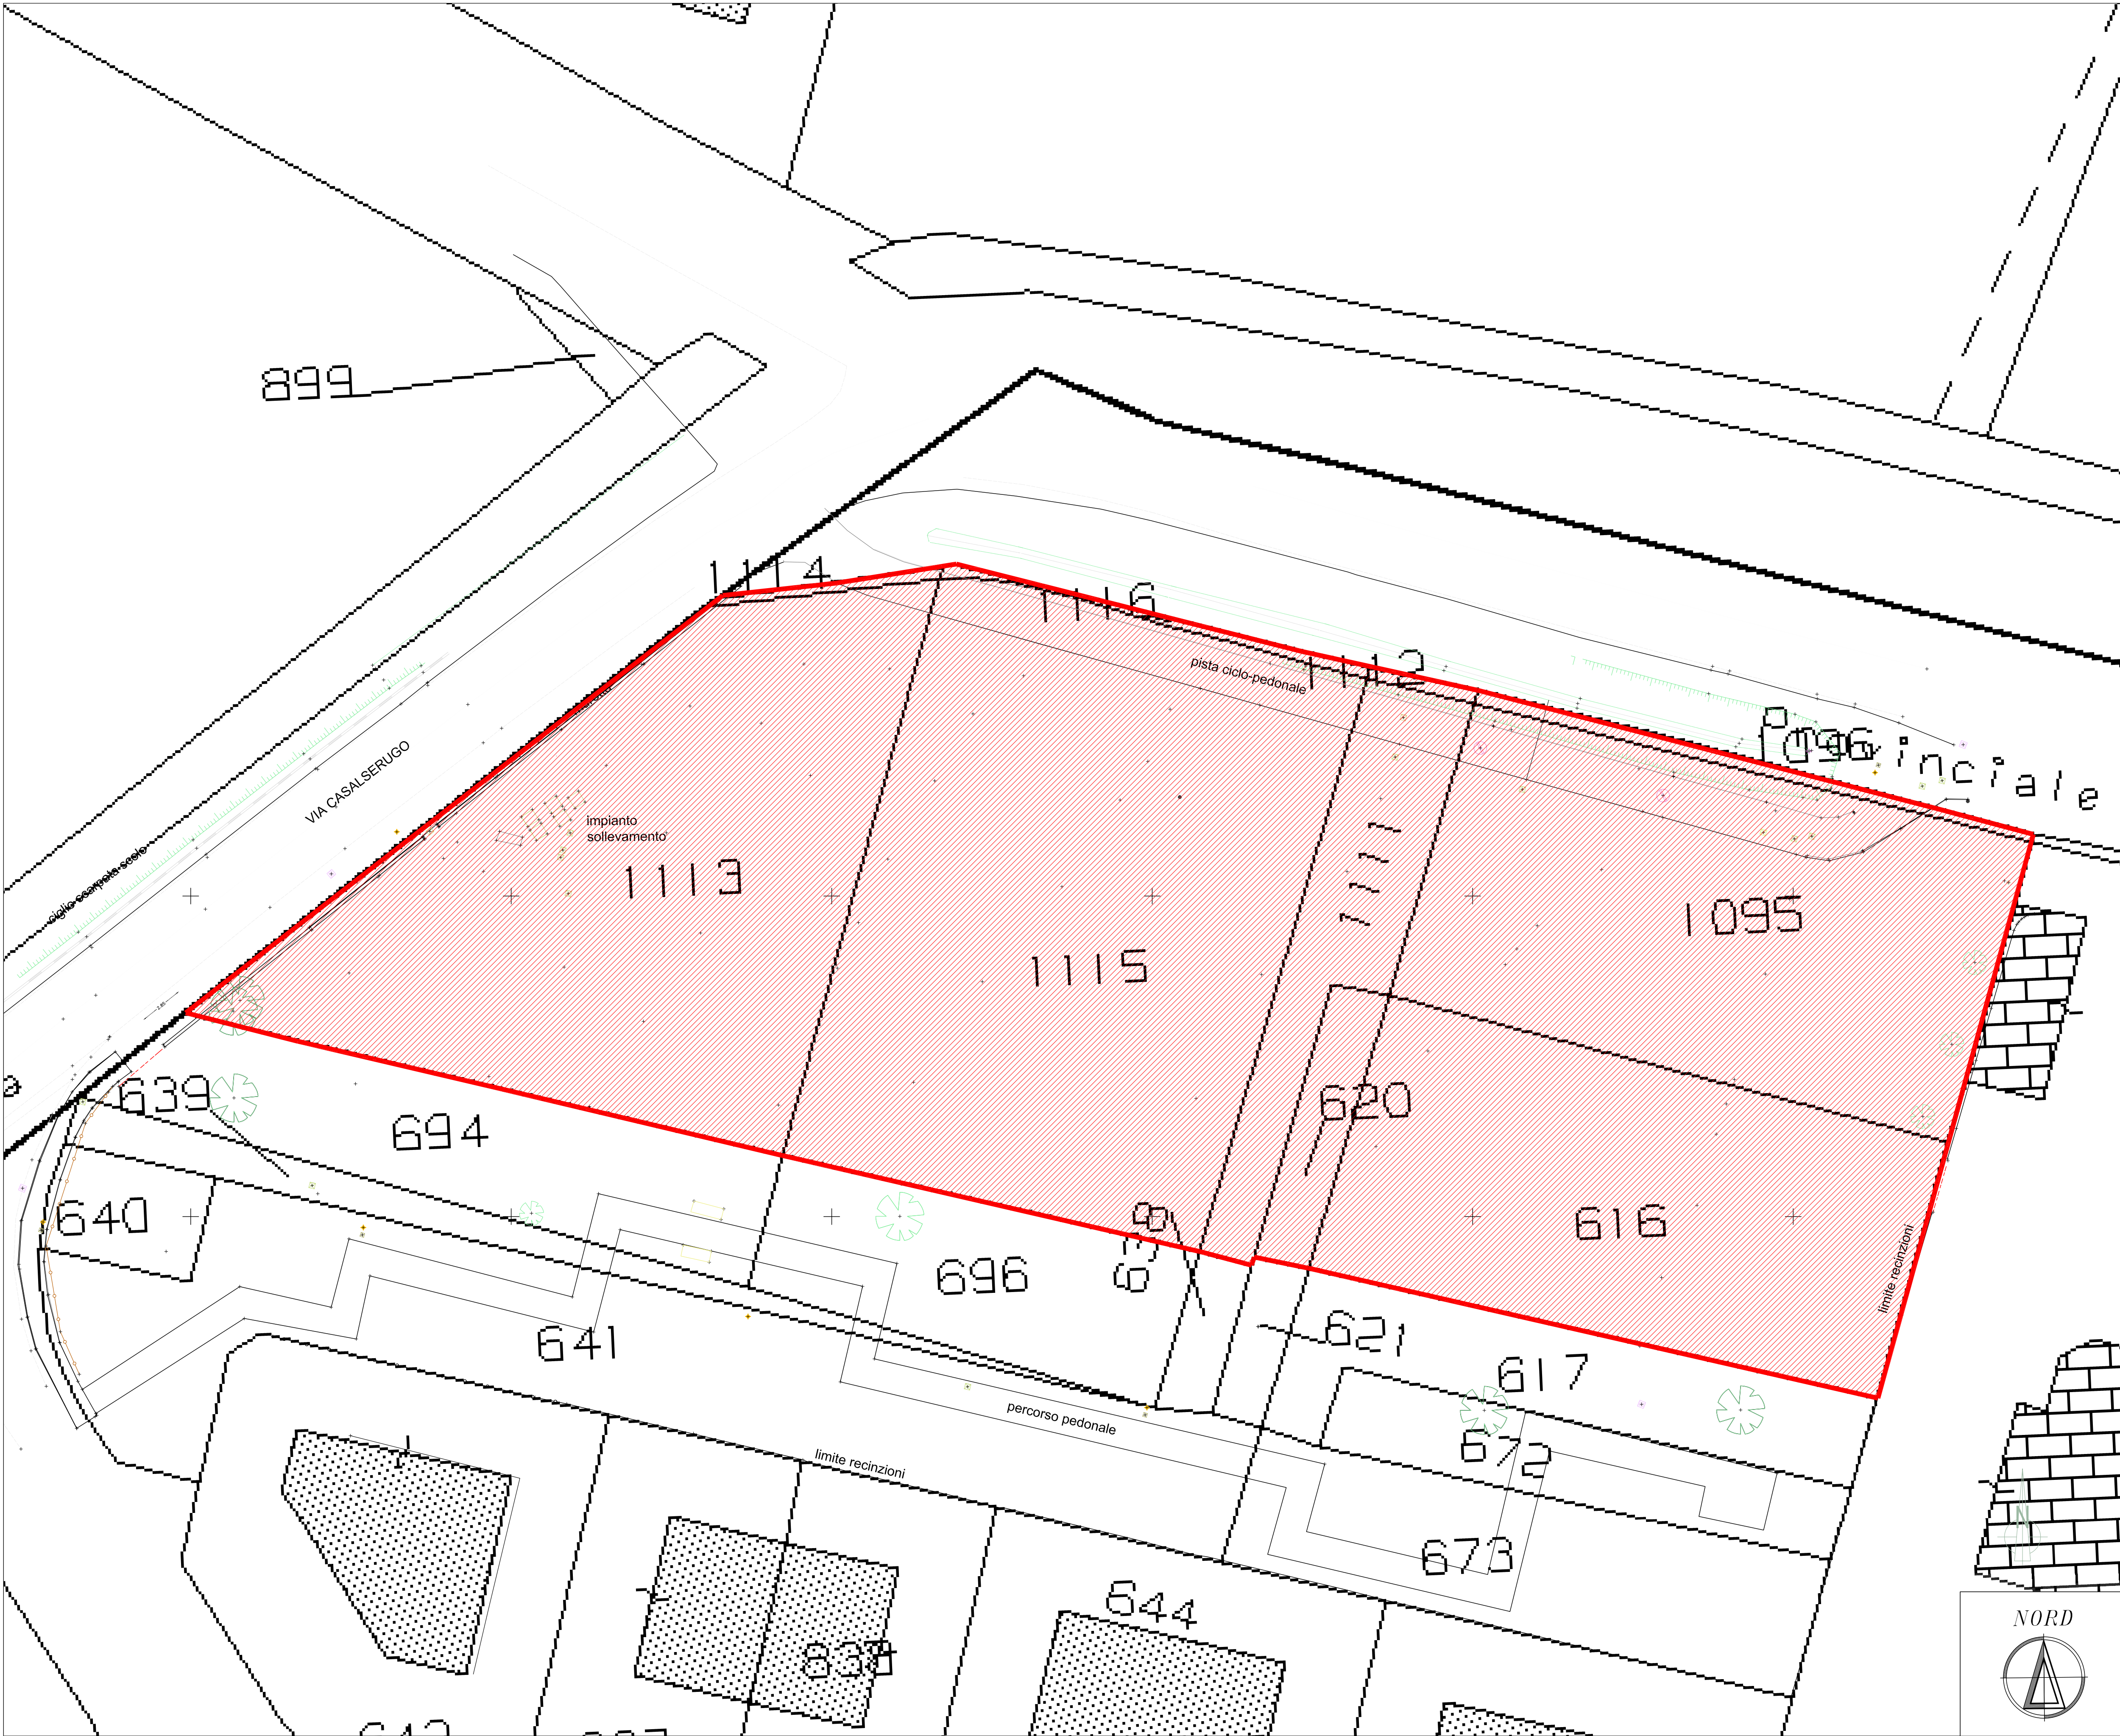 899
1114
1116
pista ciclo-pedonale
1112
Provinciale
1096
VIA CASALSERUGO
impianto
sollevamento
ciglio scarpata scolo
1113
1095
1115
1111
639
620
694
640
638
616
limite recinzioni
696
621
641
617
percorso pedonale
672
limite recinzioni
673
N
644
NORD